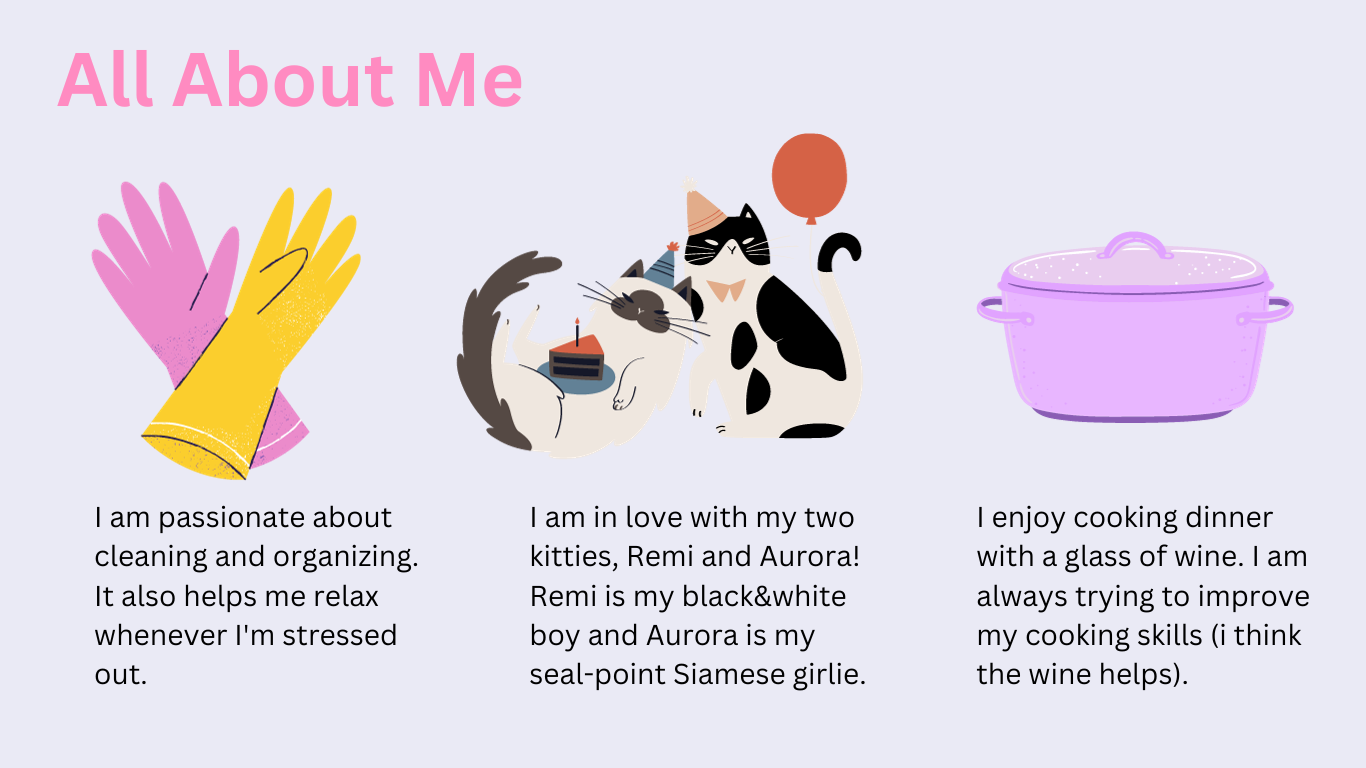 All About Me
I am passionate about
cleaning and organizing.
It also helps me relax
whenever I'm stressed
out.
I am in love with my two
kitties, Remi and Aurora!
Remi is my black&white
boy and Aurora is my
seal-point Siamese girlie.
I enjoy cooking dinner
with a glass of wine. I am
always trying to improve
my cooking skills (i think
the wine helps).